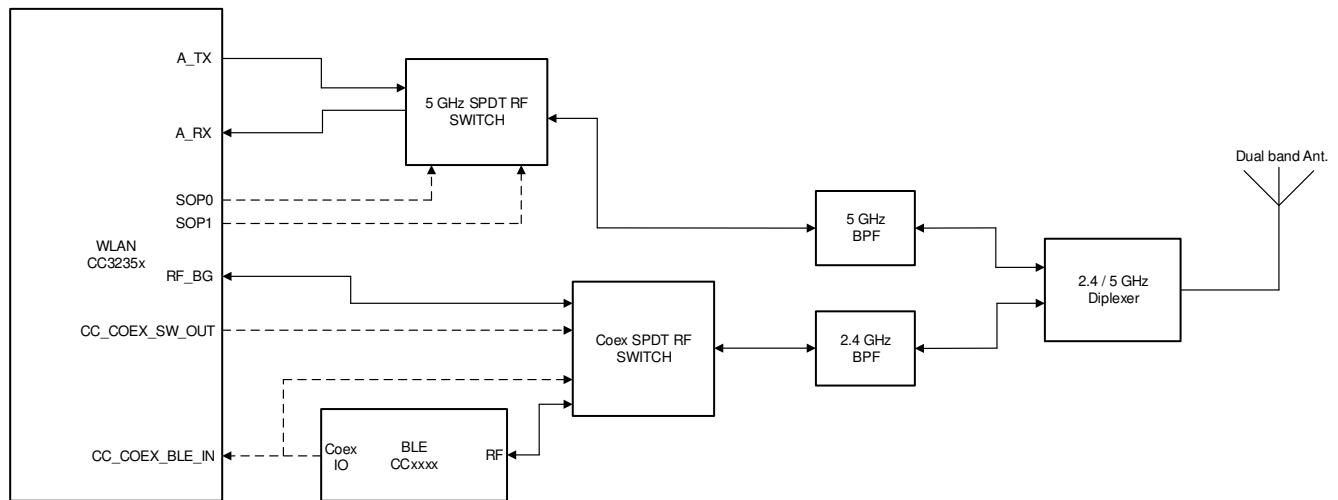 A_TX
A_RX
SOP0
SOP1
WLAN
CC3235x
RF_BG
CC_COEX_SW_OUT
CC_COEX_BLE_IN
5 GHz SPDT RF
SWITCH
Coex SPDT RF
SWITCH
Coex
IO
BLE
CCxxxx
RF
5 GHz
BPF
2.4 GHz
BPF
2.4 / 5 GHz
Diplexer
Dual band Ant.